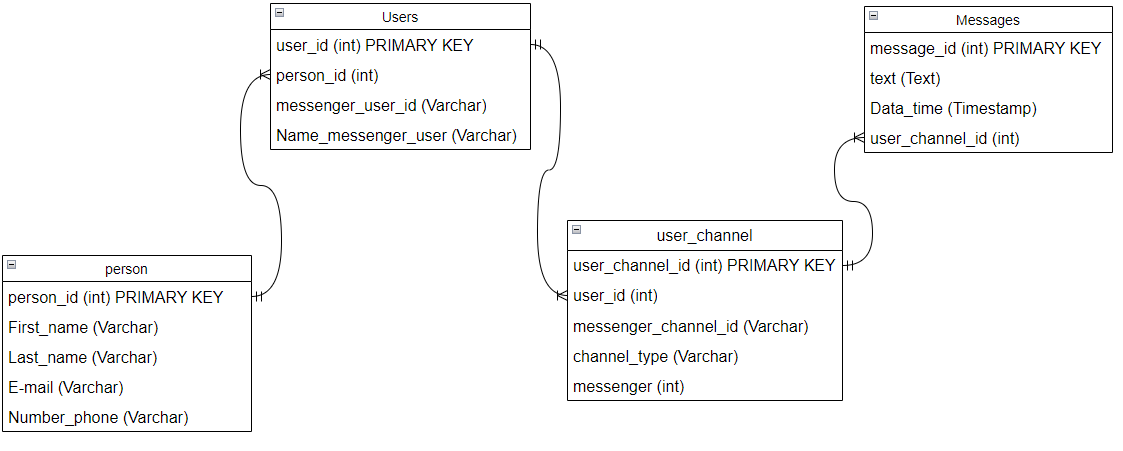 Users
user_id (int) PRIMARY KEY
person_id (int)
messenger_user_id (Varchar)
Name_messenger_user (Varchar)
Messages
message_id (int) PRIMARY KEY
text (Text)
Data_time (Timestamp)
user_channel_id (int)
user_channel
user_channel_id (int) PRIMARY KEY
user_id (int)
messenger_channel_id (Varchar)
channel_type (Varchar)
messenger (int)
person
person_id (int) PRIMARY KEY
First_name (Varchar)
Last_name (Varchar)
E-mail (Varchar)
Number_phone (Varchar)